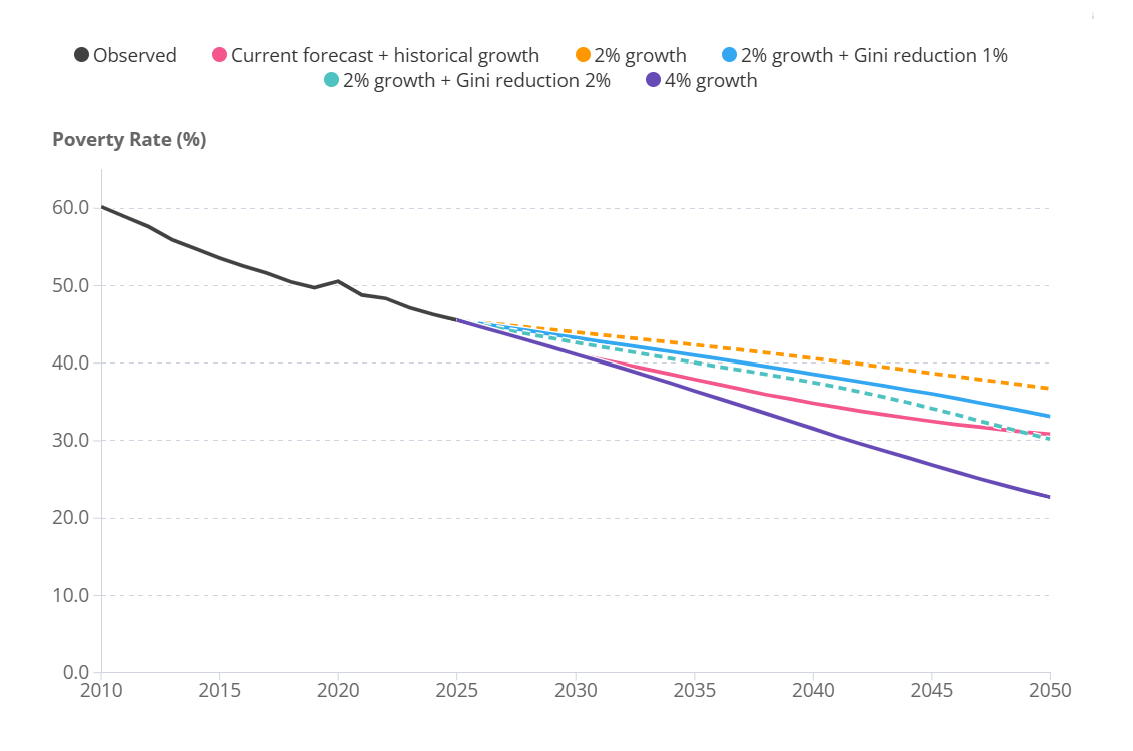 Observed Current forecast + historical growth 2% growth 2% growth + Gini reduction 1%
2% growth + Gini reduction 2% 4% growth
Poverty Rate (%)
60.0
50.0
40.0
30.0
20.0
10.0
0.0
2010 2015 2020 2025 2030 2035 2040 2045 2050